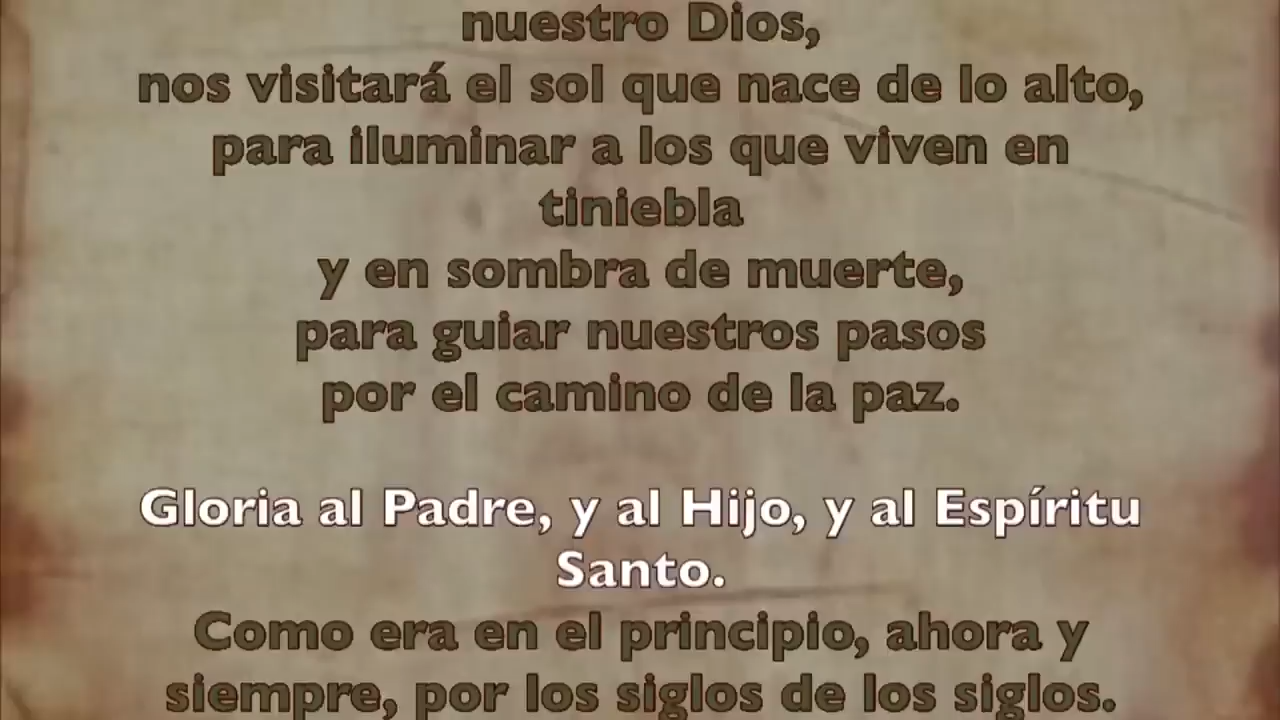 nuestro Dios,
nos visitará el sol que nace de lo alto,
para iluminar a los que viven en
tiniebla
y en sombra de muerte,
para guiar nuestros pasos
por el camino de la paz.
Gloria al Padre, y al Hijo, y al Espíritu
Santo.
Como era en el principio, ahora y
siempre, por los siglos de los siglos.